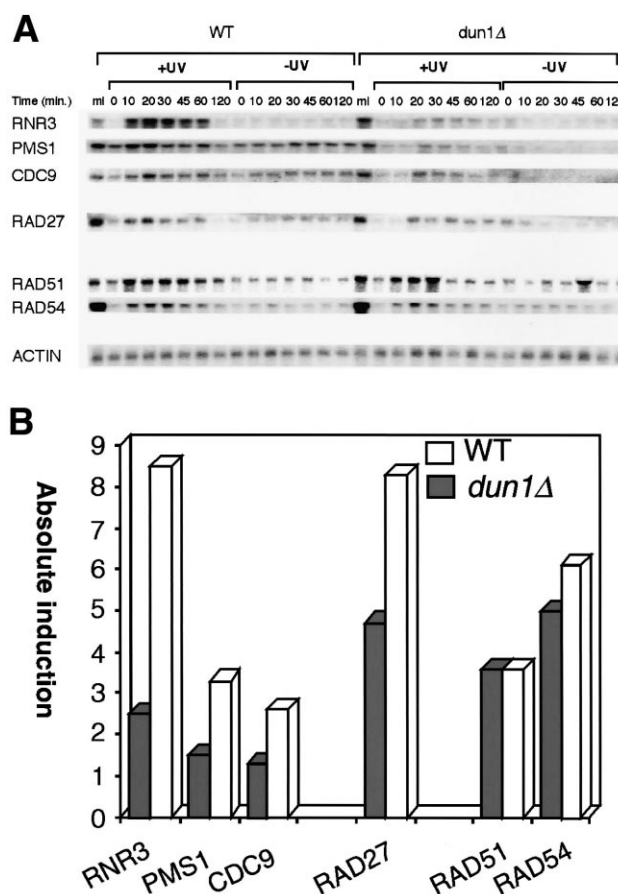 A
WT dun1Δ
+UV -UV +UV -UV
Time (min.) ml 0 10 20 30 45 60 120 0 10 20 30 45 60 120 ml 0 10 20 30 45 60 120 0 10 20 30 45 60 120
RNR3
PMS1
CDC9
RAD27
RAD51
RAD54
ACTIN
B
WT
dun1Δ
Absolute induction
9
8
7
6
5
4
3
2
1
0
RNR3 PMS1 CDC9 RAD27 RAD51 RAD54